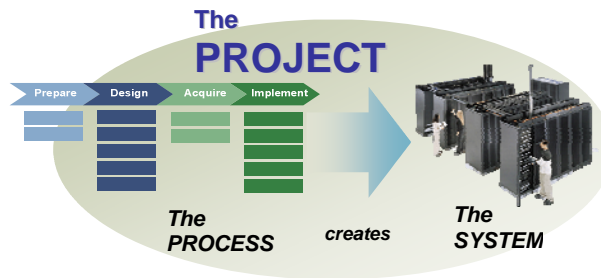 The
PROJECT
Prepare Design Acquire Implement
The
PROCESS
creates
The
SYSTEM